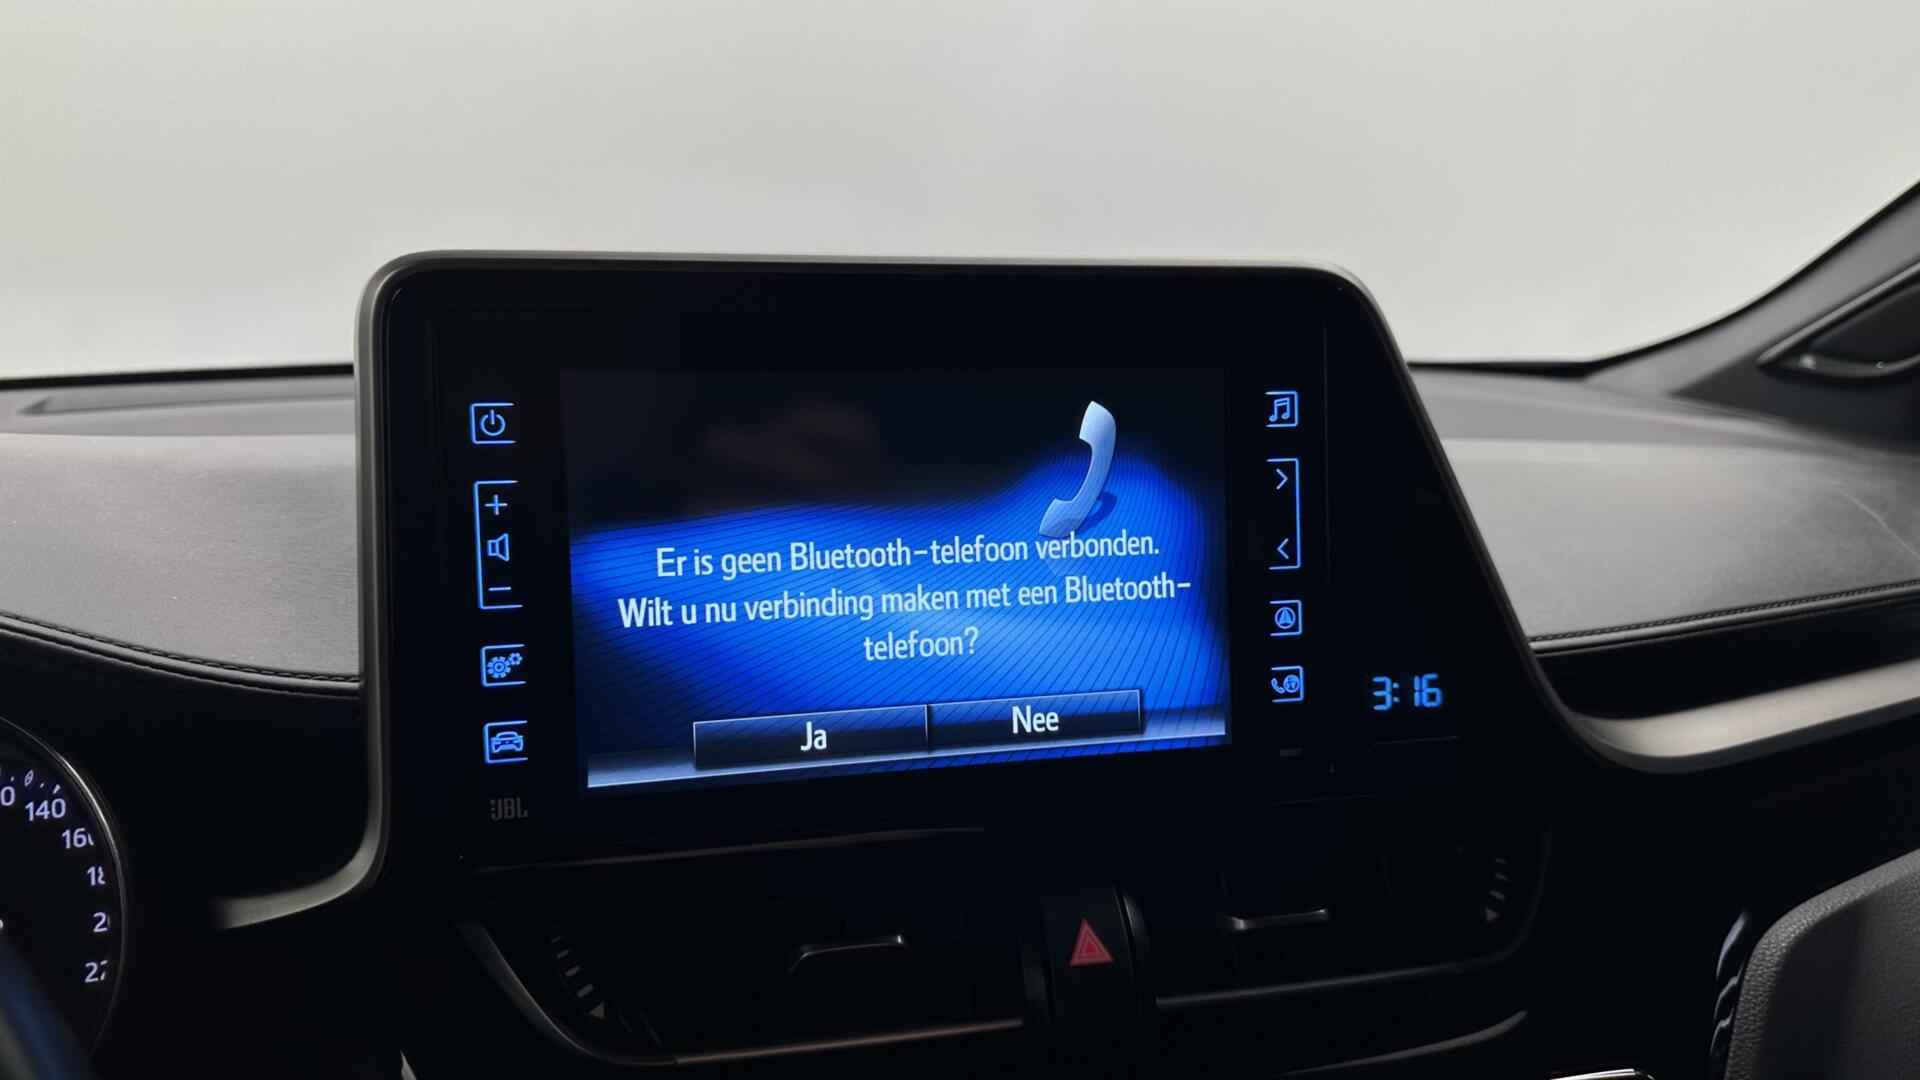 Er is geen Bluetooth-telefoon verbonden.
Wilt u nu verbinding maken met een Bluetooth-
telefoon?
Ja
Nee
3:16
JBL
140